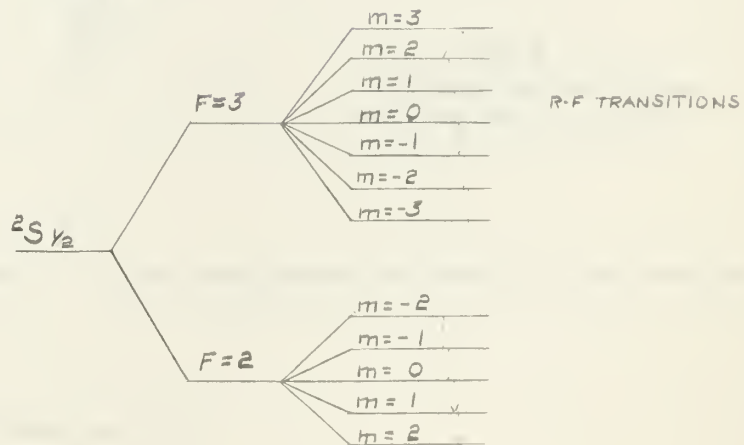 m=3
m=2
F=3
m=1
R-F TRANSITIONS
m=0
m=-1
m=-2
²S½
m=-3
m=-2
m=-1
F=2
m=0
m=1
m=2